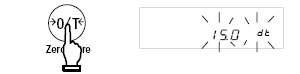 →0/T←
Zero/Tare
15.0 dt